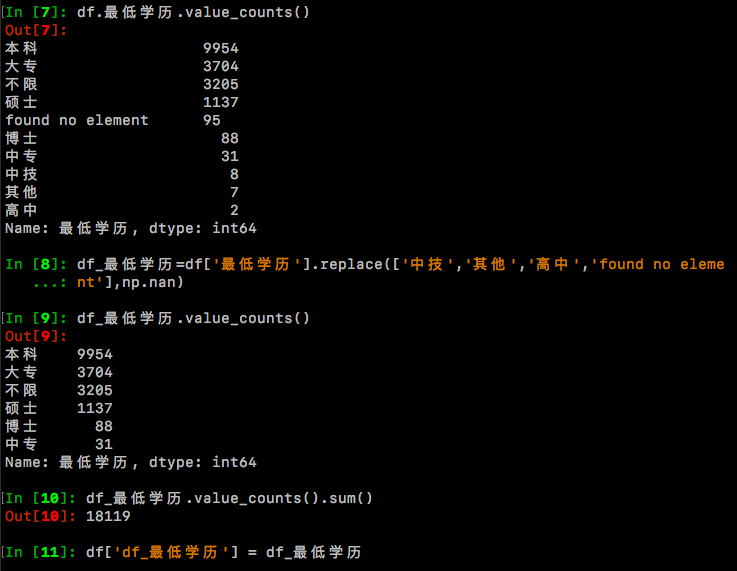 In [7]: df.最低学历.value_counts()
Out[7]:
本科 9954
大专 3704
不限 3205
硕士 1137
found no element 95
博士 88
中专 31
中技 8
其他 7
高中 2
Name: 最低学历, dtype: int64
In [8]: df_最低学历=df['最低学历'].replace(['中技','其他','高中','found no eleme
...: nt'],np.nan)
In [9]: df_最低学历.value_counts()
Out[9]:
本科 9954
大专 3704
不限 3205
硕士 1137
博士 88
中专 31
Name: 最低学历, dtype: int64
In [10]: df_最低学历.value_counts().sum()
Out[10]: 18119
In [11]: df['df_最低学历'] = df_最低学历